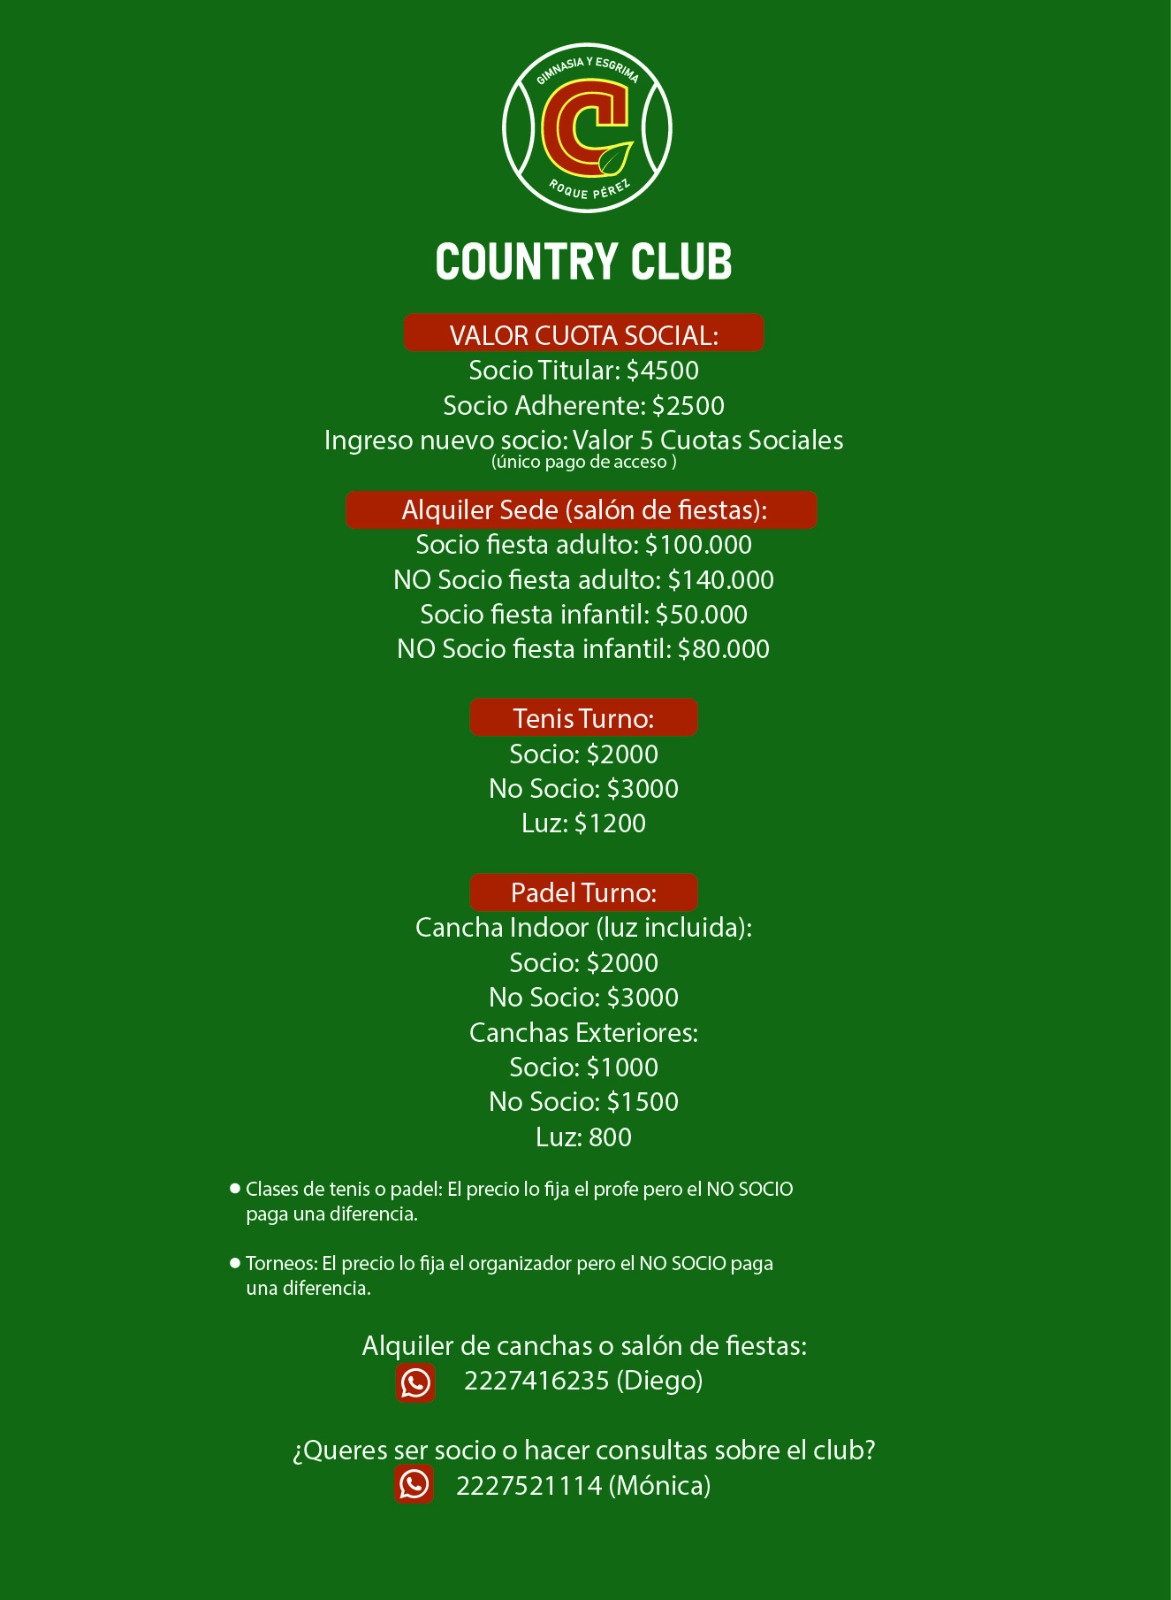 GIMNASIA Y ESGRIMA
C
ROQUE PÉREZ
COUNTRY CLUB
VALOR CUOTA SOCIAL:
Socio Titular: $4500
Socio Adherente: $2500
Ingreso nuevo socio: Valor 5 Cuotas Sociales
(único pago de acceso )
Alquiler Sede (salón de fiestas):
Socio fiesta adulto: $100.000
NO Socio fiesta adulto: $140.000
Socio fiesta infantil: $50.000
NO Socio fiesta infantil: $80.000
Tenis Turno:
Socio: $2000
No Socio: $3000
Luz: $1200
Padel Turno:
Cancha Indoor (luz incluida):
Socio: $2000
No Socio: $3000
Canchas Exteriores:
Socio: $1000
No Socio: $1500
Luz: 800
● Clases de tenis o padel: El precio lo fija el profe pero el NO SOCIO
paga una diferencia.
● Torneos: El precio lo fija el organizador pero el NO SOCIO paga
una diferencia.
Alquiler de canchas o salón de fiestas:
2227416235 (Diego)
¿Queres ser socio o hacer consultas sobre el club?
2227521114 (Mónica)